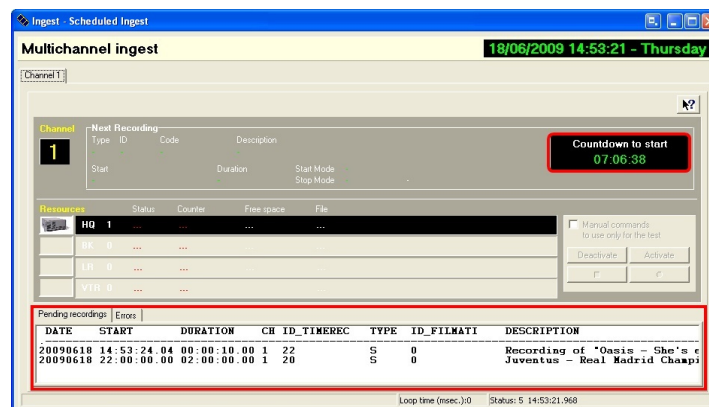 Ingest - Scheduled Ingest
Multichannel ingest
18/06/2009 14:53:21 - Thursday
Channel 1
Channel
1
Next Recording
Type ID Code Description
Start Duration Start Mode
Stop Mode -
Countdown to start
07:06:38
Resources Status Counter Free space File
HQ 1 ... ... ... ...
BK 0 ... ...
LR 0 ... ...
VTR 0 ... ...
Manual commands
to use only for the test
Deactivate Activate
Pending recordings Errors
DATE START DURATION CH ID_TIMEREC TYPE ID_FILMATI DESCRIPTION
20090618 14:53:24.04 00:00:10.00 1 22 S 0 Recording of "Oasis - She's e
20090618 22:00:00.00 02:00:00.00 1 20 S 0 Juventus - Real Madrid Champi
Loop time (msec.):0 Status: 5 14:53:21.968